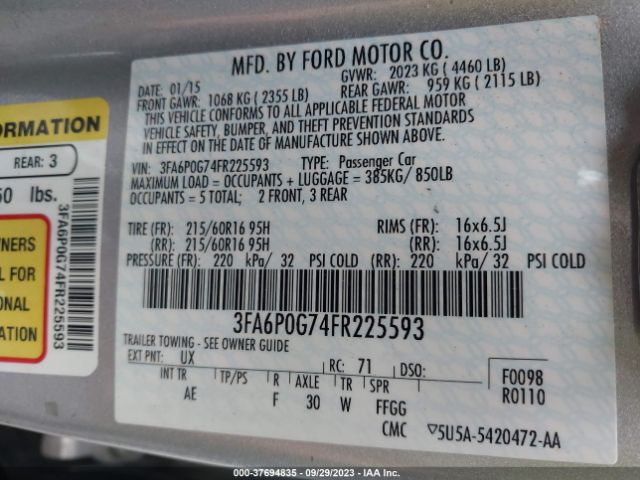 MFD. BY FORD MOTOR CO.
DATE: 01/15 GVWR: 2023 KG ( 4460 LB)
FRONT GAWR: 1068 KG ( 2355 LB) REAR GAWR: 959 KG ( 2115 LB)
THIS VEHICLE CONFORMS TO ALL APPLICABLE FEDERAL MOTOR
VEHICLE SAFETY, BUMPER, AND THEFT PREVENTION STANDARDS
IN EFFECT ON THE DATE OF MANUFACTURE SHOWN ABOVE.
VIN: 3FA6P0G74FR225593 TYPE: Passenger Car
MAXIMUM LOAD = OCCUPANTS + LUGGAGE = 385KG/ 850LB
OCCUPANTS = 5 TOTAL; 2 FRONT, 3 REAR
TIRE (FR): 215/60R16 95H RIMS (FR): 16x6.5J
(RR): 215/60R16 95H (RR): 16x6.5J
PRESSURE (FR): 220 kPa/ 32 PSI COLD (RR): 220 kPa/ 32 PSI COLD
3FA6P0G74FR225593
TRAILER TOWING - SEE OWNER GUIDE
EXT PNT: UX RC: 71 DSO: F0098
INT TR TP/PS R AXLE TR SPR R0110
AE F 30 W FFGG
CMC 5U5A-5420472-AA
ORMATION
REAR: 3
50 lbs.
WNERS
L FOR
ONAL
TION
3FA6P0G74FR225593
000-37694835 - 09/29/2023 - IAA Inc.